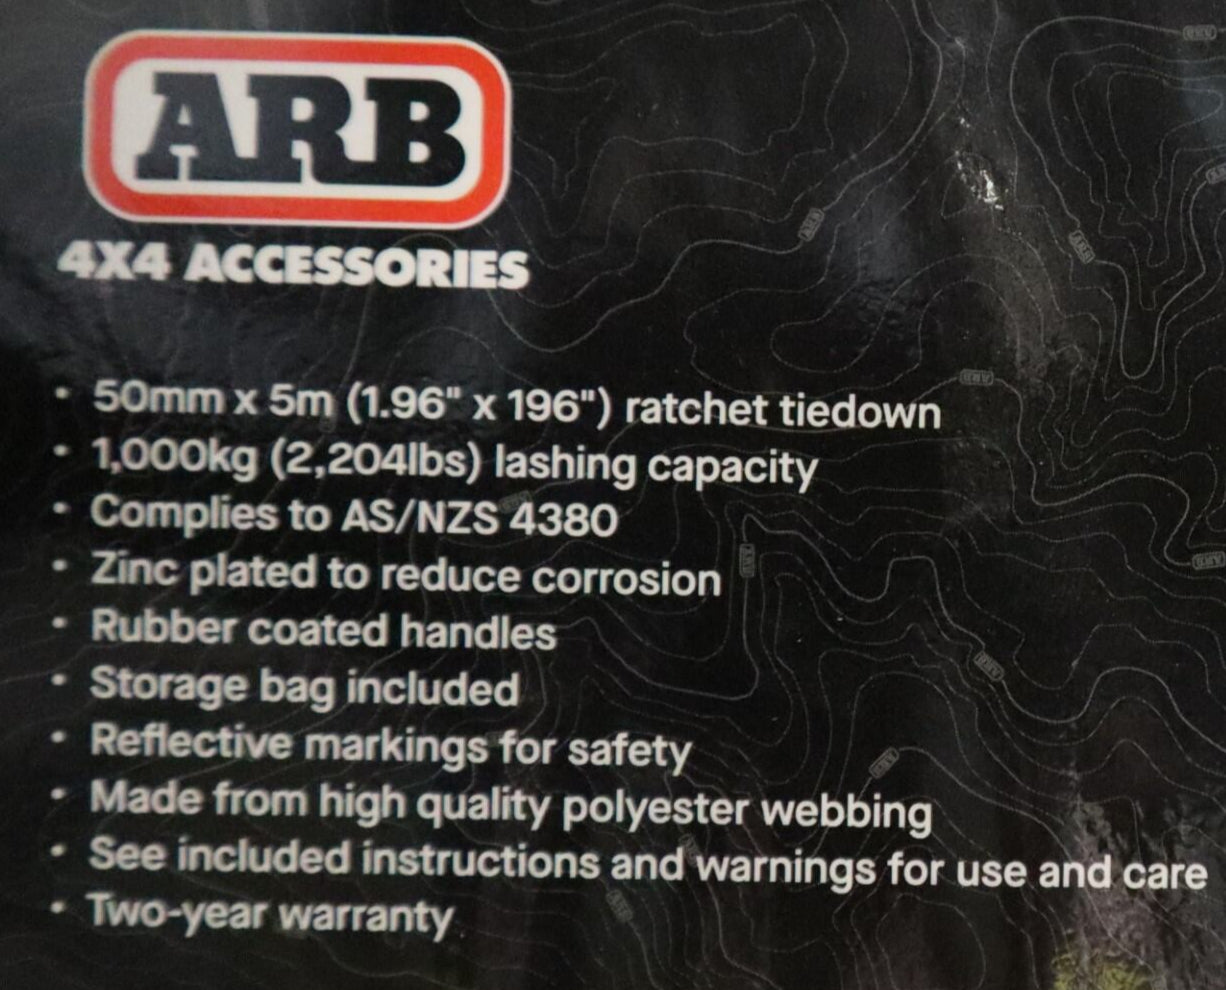 ARB
4X4 ACCESSORIES
• 50mm x 5m (1.96" x 196") ratchet tiedown
• 1,000kg (2,204lbs) lashing capacity
• Complies to AS/NZS 4380
• Zinc plated to reduce corrosion
• Rubber coated handles
• Storage bag included
• Reflective markings for safety
• Made from high quality polyester webbing
• See included instructions and warnings for use and care
• Two-year warranty